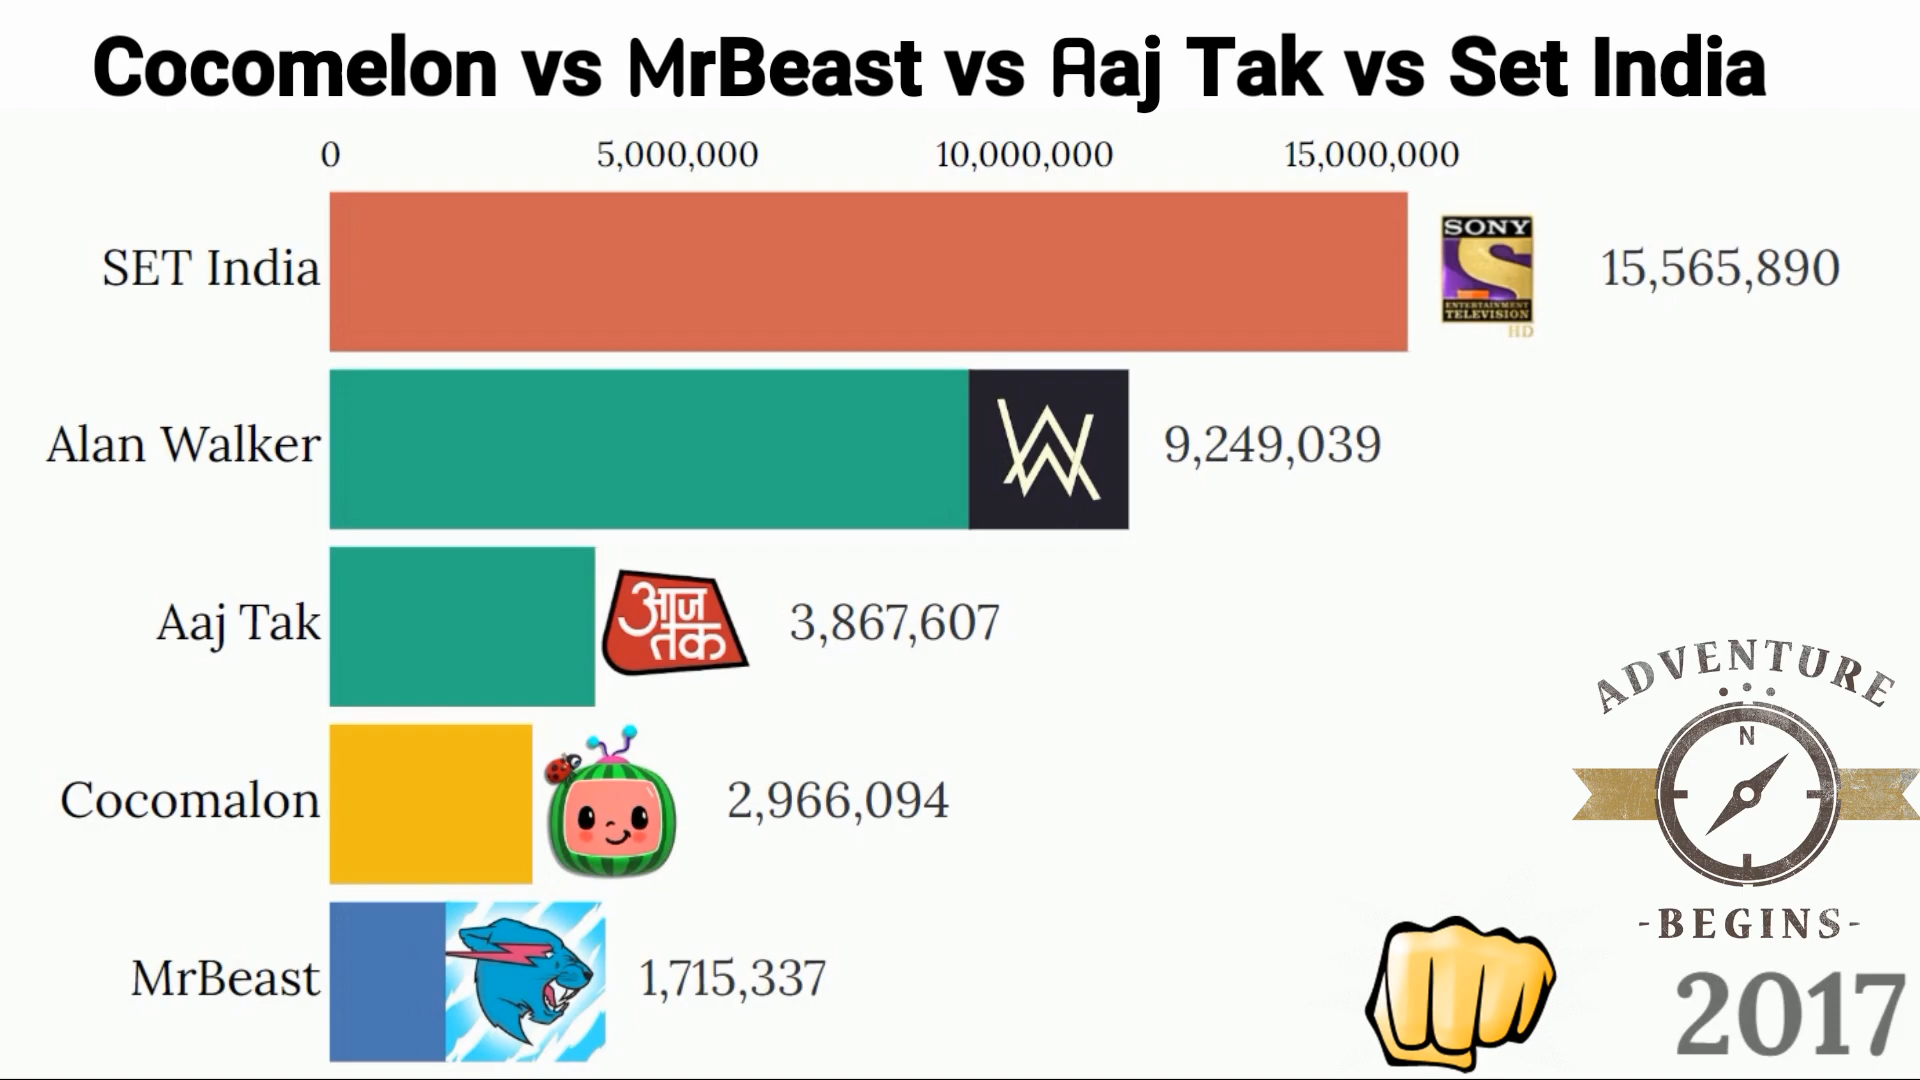 Cocomelon vs MrBeast vs Aaj Tak vs Set India
0 5,000,000 10,000,000 15,000,000
SET India
SONY
ENTERTAINMENT
TELEVISION
HD
15,565,890
Alan Walker
9,249,039
Aaj Tak
आज
तक
3,867,607
Cocomalon
2,966,094
MrBeast
1,715,337
ADVENTURE
N
-BEGINS-
2017